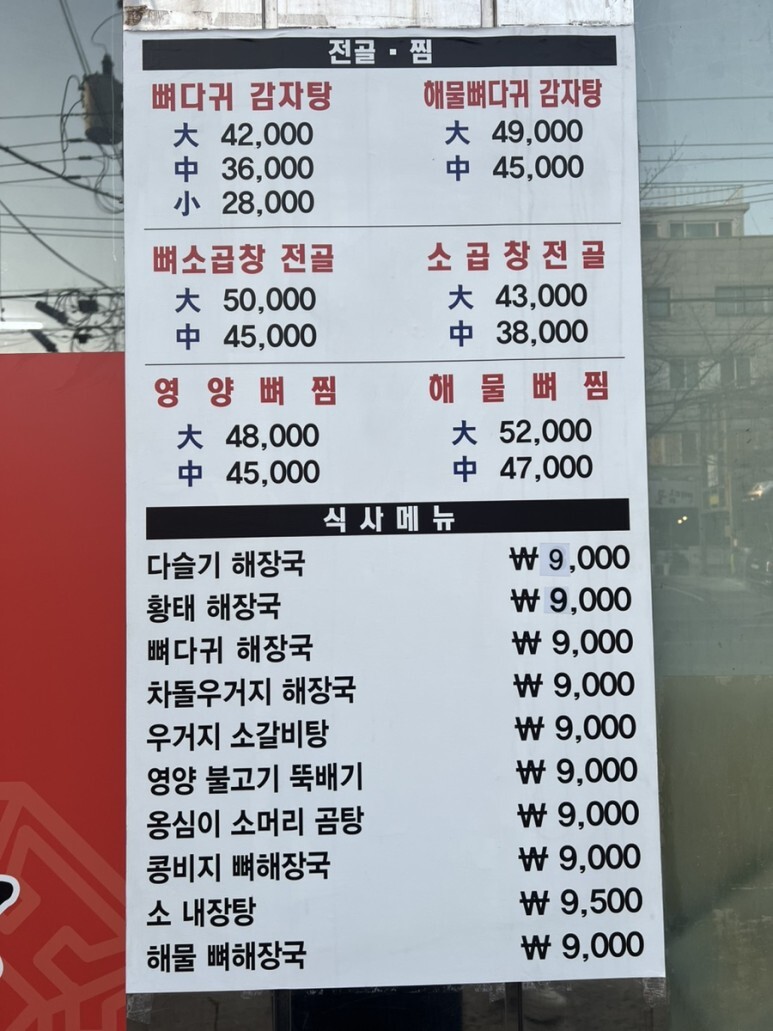 전골·찜
뼈다귀 감자탕 해물뼈다귀 감자탕
大 42,000 大 49,000
中 36,000 中 45,000
小 28,000
뼈소곱창 전골 소곱창전골
大 50,000 大 43,000
中 45,000 中 38,000
영양뼈찜 해물뼈찜
大 48,000 大 52,000
中 45,000 中 47,000
식사메뉴
다슬기 해장국 ₩ 9,000
황태 해장국 ₩ 9,000
뼈다귀 해장국 ₩ 9,000
차돌우거지 해장국 ₩ 9,000
우거지 소갈비탕 ₩ 9,000
영양 불고기 뚝배기 ₩ 9,000
옹심이 소머리 곰탕 ₩ 9,000
콩비지 뼈해장국 ₩ 9,000
소 내장탕 ₩ 9,500
해물 뼈해장국 ₩ 9,000